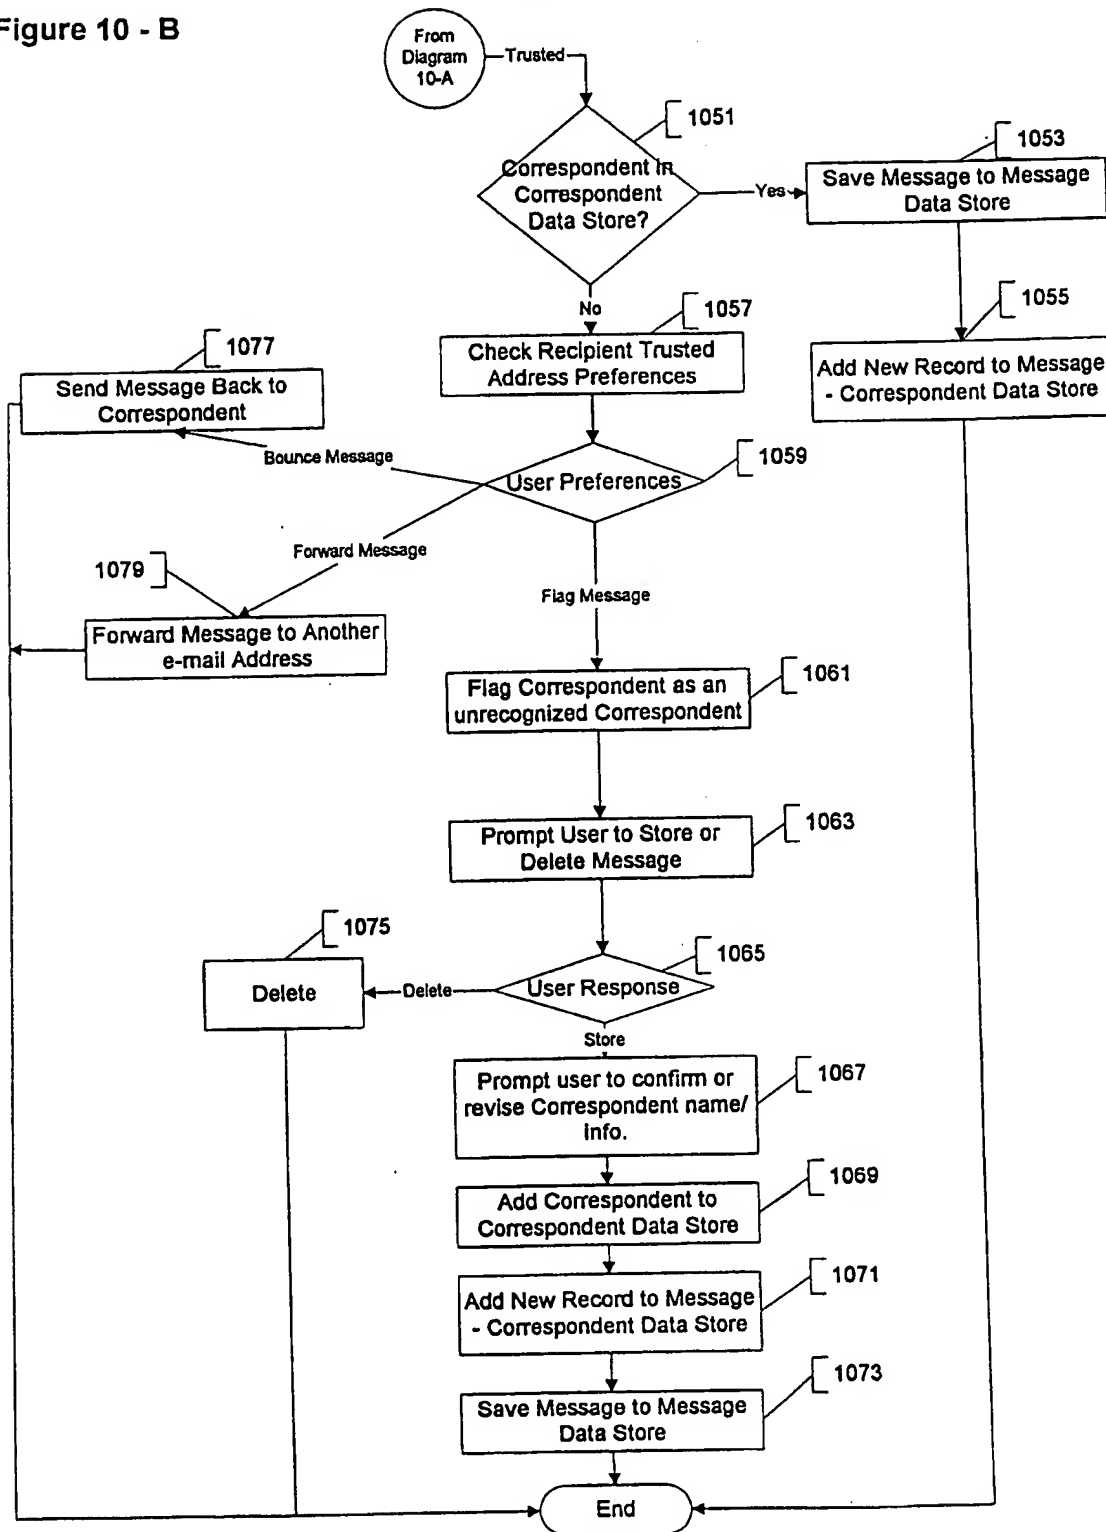 Figure 10 - B
From
Diagram
10-A
Trusted
1051
Correspondent in
Correspondent
Data Store?
Yes
1053
Save Message to Message
Data Store
No
1055
Add New Record to Message
- Correspondent Data Store
1057
Check Recipient Trusted
Address Preferences
1077
Send Message Back to
Correspondent
Bounce Message
1059
User Preferences
Forward Message
1079
Forward Message to Another
e-mail Address
Flag Message
1061
Flag Correspondent as an
unrecognized Correspondent
1063
Prompt User to Store or
Delete Message
1075
Delete
Delete
1065
User Response
Store
1067
Prompt user to confirm or
revise Correspondent name/
info.
1069
Add Correspondent to
Correspondent Data Store
1071
Add New Record to Message
- Correspondent Data Store
1073
Save Message to Message
Data Store
End